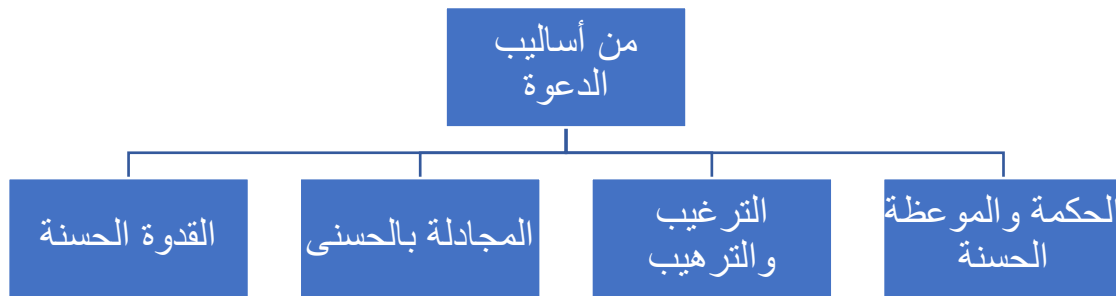 من أساليب
الدعوة
الحكمة والموعظة
الحسنة
الترغيب
والترهيب
المجادلة بالحسنى
القدوة الحسنة